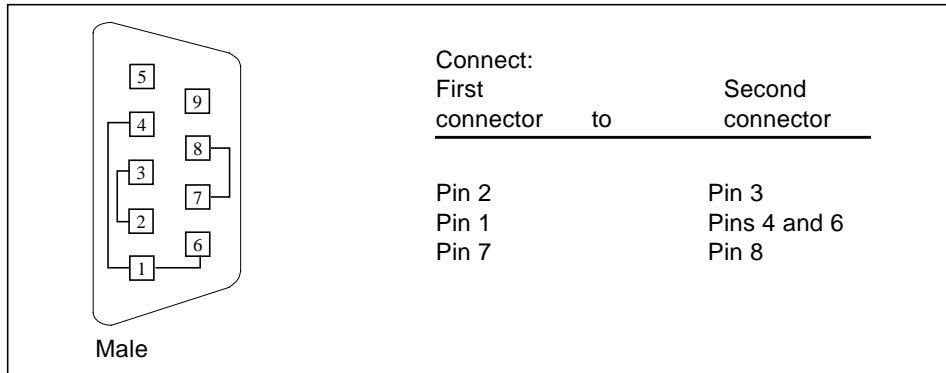 5
9
4
8
3
7
2
6
1
Male
Connect:
First Second
connector to connector
Pin 2 Pin 3
Pin 1 Pins 4 and 6
Pin 7 Pin 8